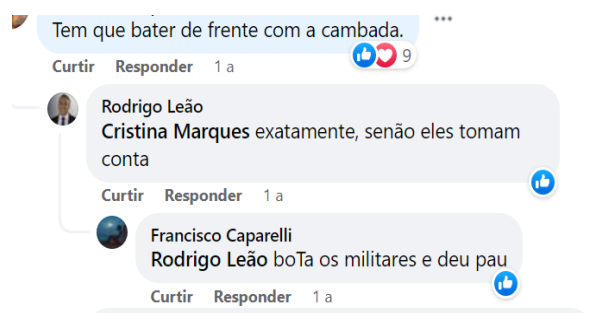 Tem que bater de frente com a cambada.
9
Curtir Responder 1 a
Rodrigo Leão
Cristina Marques exatamente, senão eles tomam
conta
Curtir Responder 1 a
Francisco Caparelli
Rodrigo Leão boTa os militares e deu pau
Curtir Responder 1 a